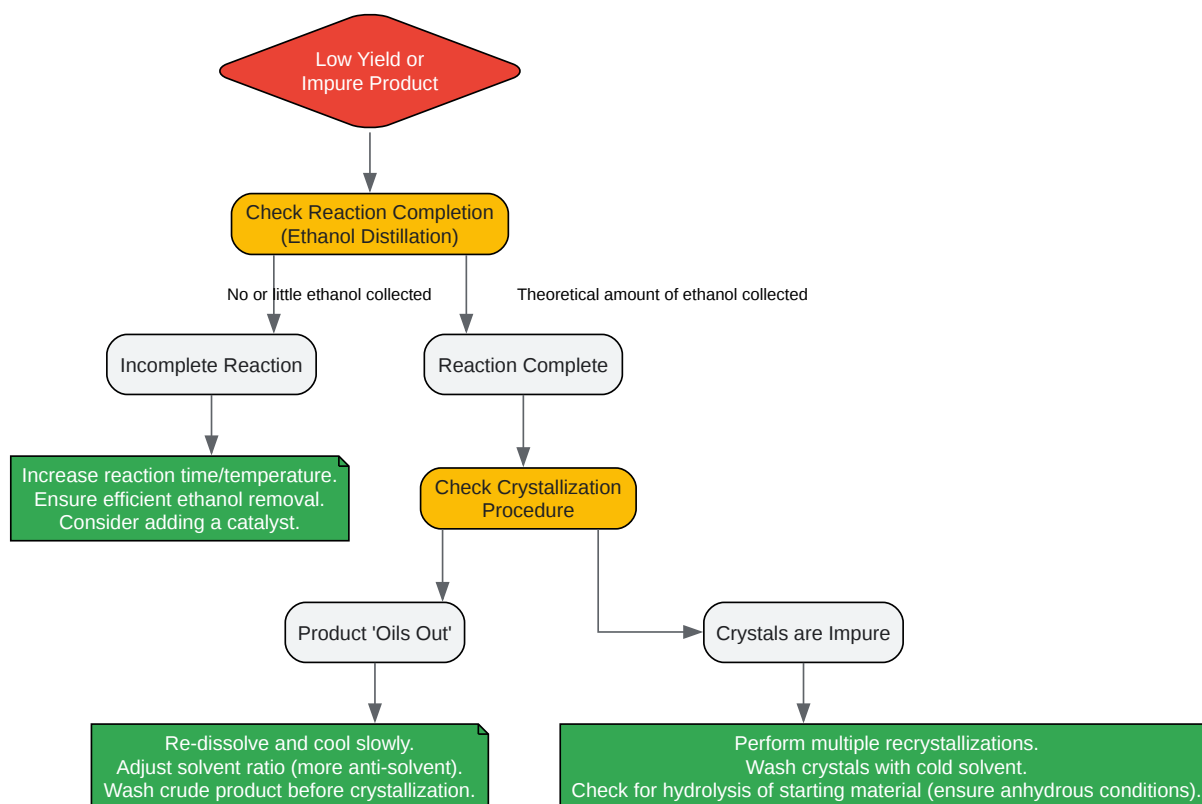 Low Yield or
Impure Product
Check Reaction Completion
(Ethanol Distillation)
No or little ethanol collected
Theoretical amount of ethanol collected
Incomplete Reaction
Reaction Complete
Increase reaction time/temperature.
Ensure efficient ethanol removal.
Consider adding a catalyst.
Check Crystallization
Procedure
Product 'Oils Out'
Crystals are Impure
Re-dissolve and cool slowly.
Adjust solvent ratio (more anti-solvent).
Wash crude product before crystallization.
Perform multiple recrystallizations.
Wash crystals with cold solvent.
Check for hydrolysis of starting material (ensure anhydrous conditions).